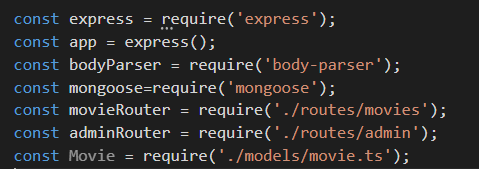 const express = require('express');
const app = express();
const bodyParser = require('body-parser');
const mongoose=require('mongoose');
const movieRouter = require('./routes/movies');
const adminRouter = require('./routes/admin');
const Movie = require('./models/movie.ts');